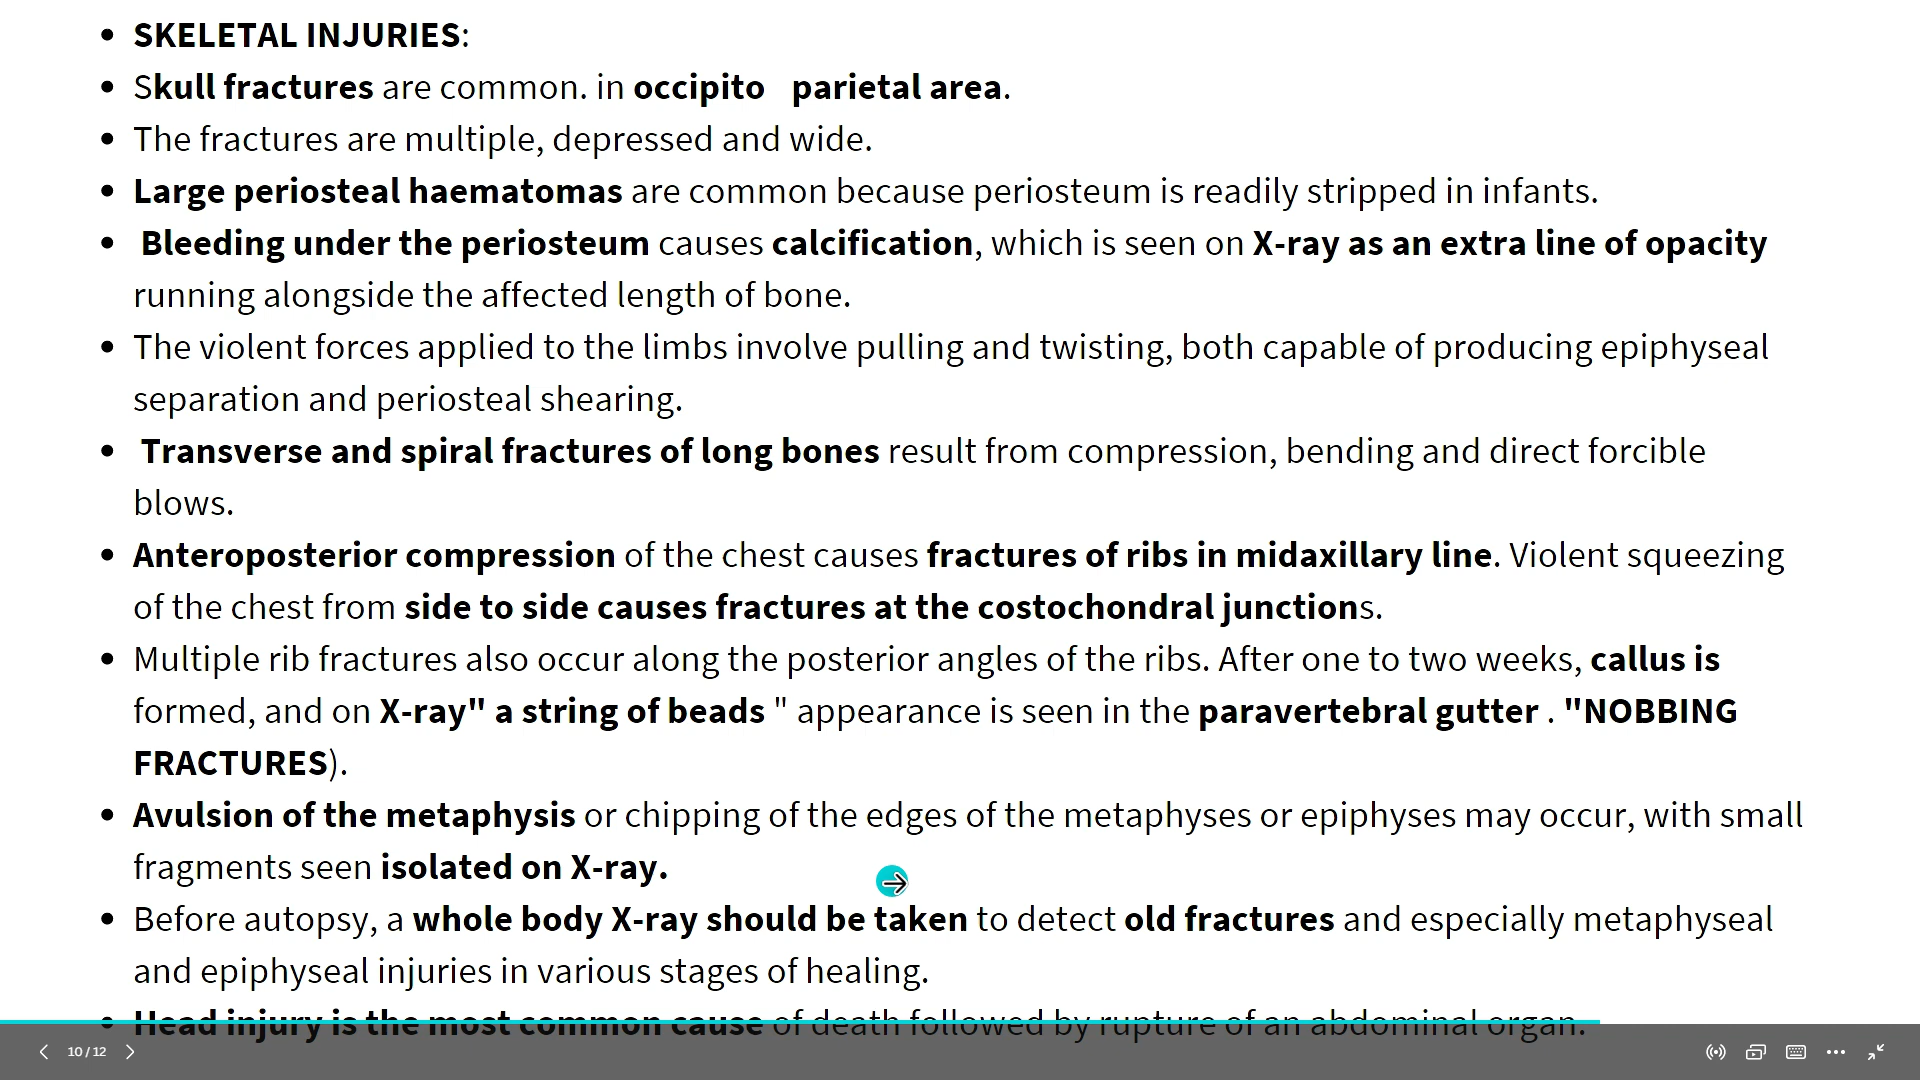 • SKELETAL INJURIES:
• Skull fractures are common. in occipito parietal area.
• The fractures are multiple, depressed and wide.
• Large periosteal haematomas are common because periosteum is readily stripped in infants.
• Bleeding under the periosteum causes calcification, which is seen on X-ray as an extra line of opacity
running alongside the affected length of bone.
• The violent forces applied to the limbs involve pulling and twisting, both capable of producing epiphyseal
separation and periosteal shearing.
• Transverse and spiral fractures of long bones result from compression, bending and direct forcible
blows.
• Anteroposterior compression of the chest causes fractures of ribs in midaxillary line. Violent squeezing
of the chest from side to side causes fractures at the costochondral junctions.
• Multiple rib fractures also occur along the posterior angles of the ribs. After one to two weeks, callus is
formed, and on X-ray" a string of beads " appearance is seen in the paravertebral gutter . "NOBBING
FRACTURES).
• Avulsion of the metaphysis or chipping of the edges of the metaphyses or epiphyses may occur, with small
fragments seen isolated on X-ray.
• Before autopsy, a whole body X-ray should be taken to detect old fractures and especially metaphyseal
and epiphyseal injuries in various stages of healing.
• Head injury is the most common cause of death followed by rupture of an abdominal organ.
10 / 12